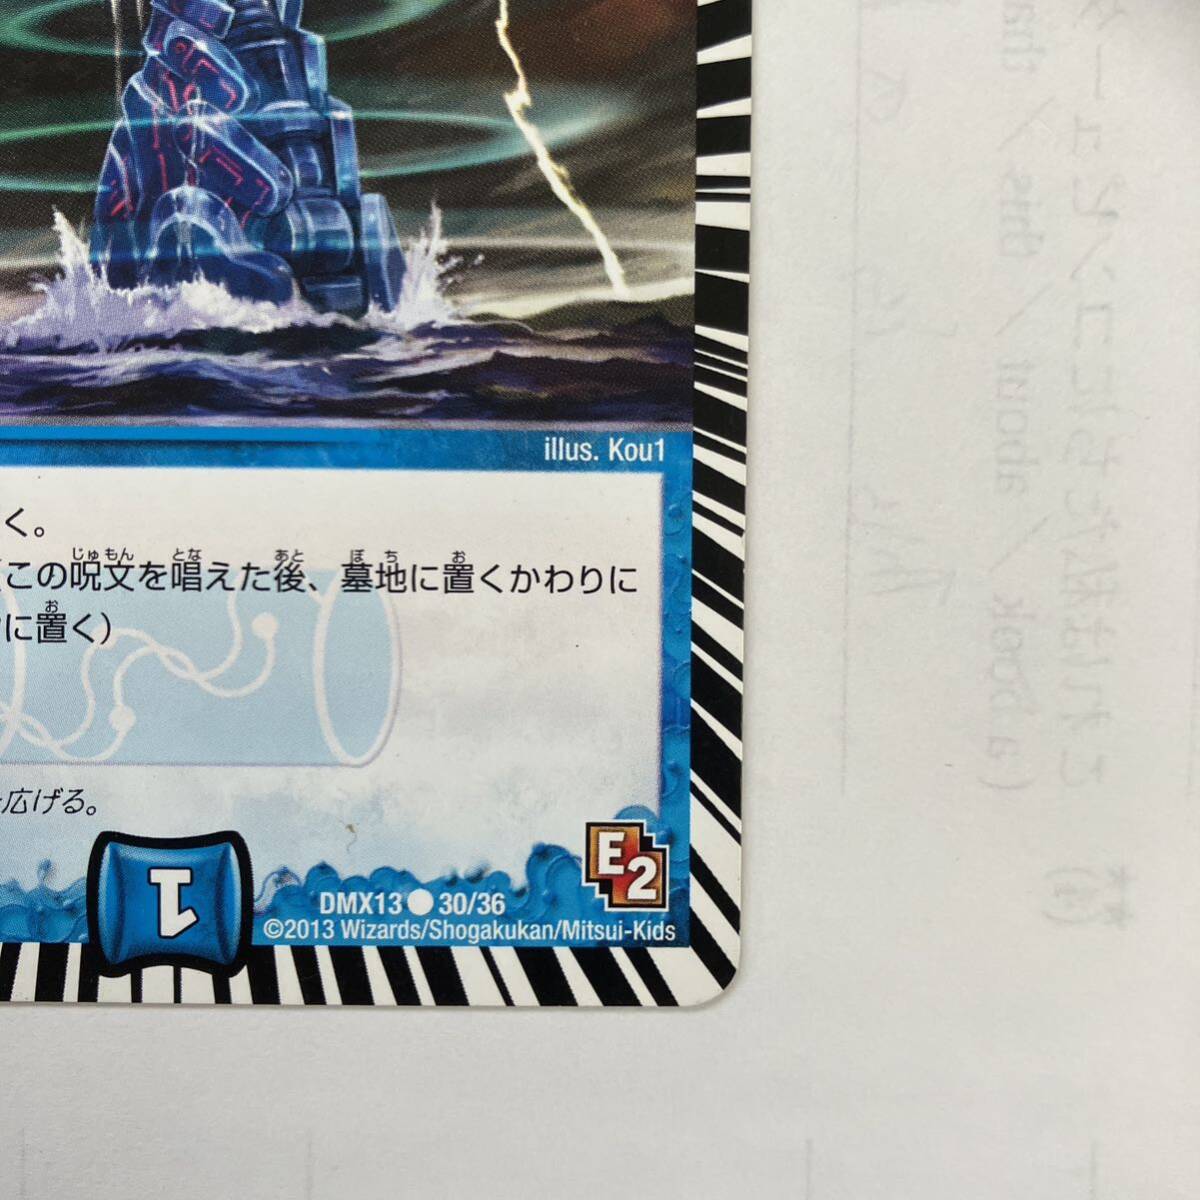 illus. Kou1
く。
この呪文を唱えた後、墓地に置くかわりに
に置く）
広げる。
1
E2
DMX13 ● 30/36
©2013 Wizards/Shogakukan/Mitsui-Kids